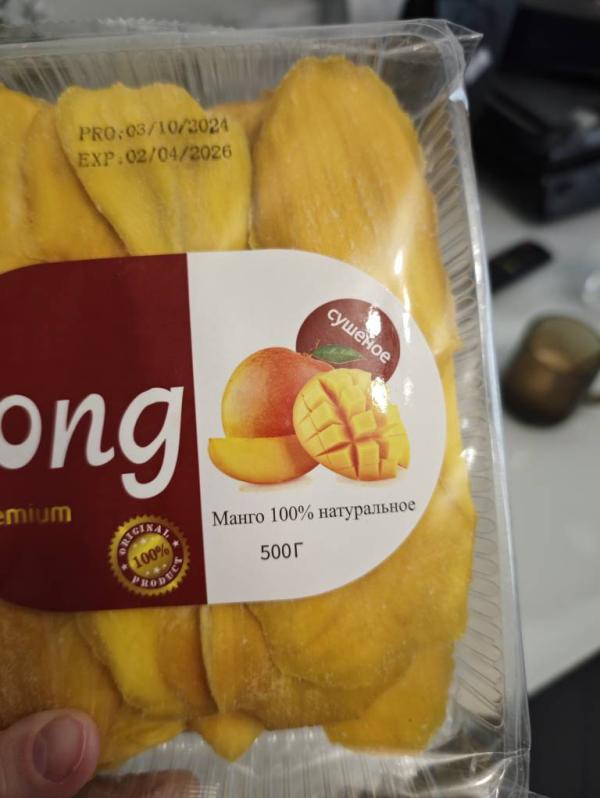 PRO:03/10/2024
EXP:02/04/2026
сушеное
ong
emium
ORIGINAL
100%
PRODUCT
Манго 100% натуральное
500Г